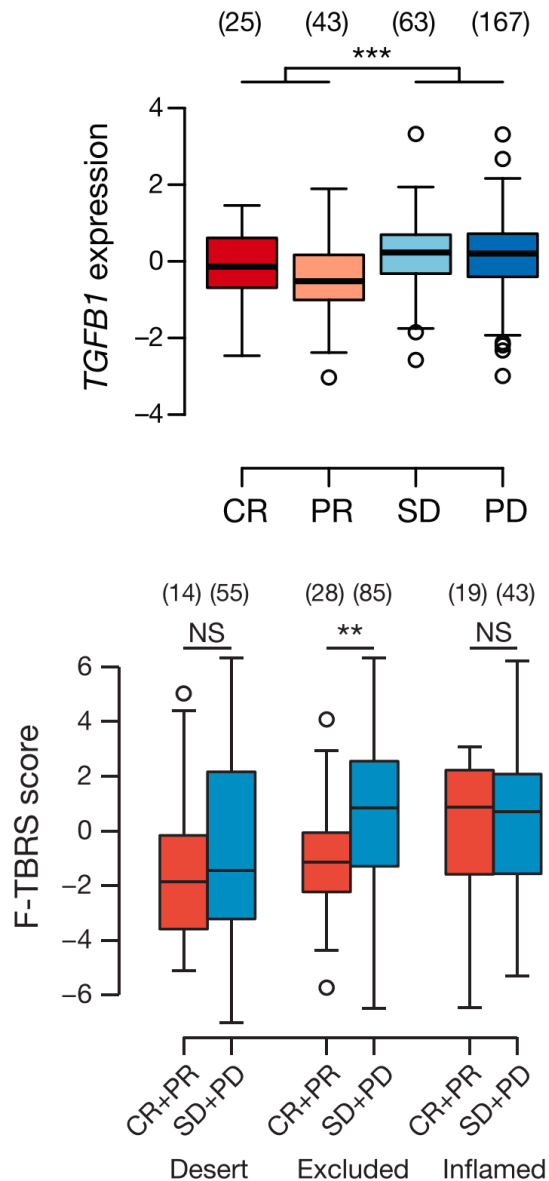 (25) (43) (63) (167)
***
4
2
0
−2
−4
TGFB1 expression
CR PR SD PD
(14) (55) (28) (85) (19) (43)
NS ** NS
6
4
2
0
−2
−4
−6
F-TBRS score
CR+PR SD+PD CR+PR SD+PD CR+PR SD+PD
Desert Excluded Inflamed